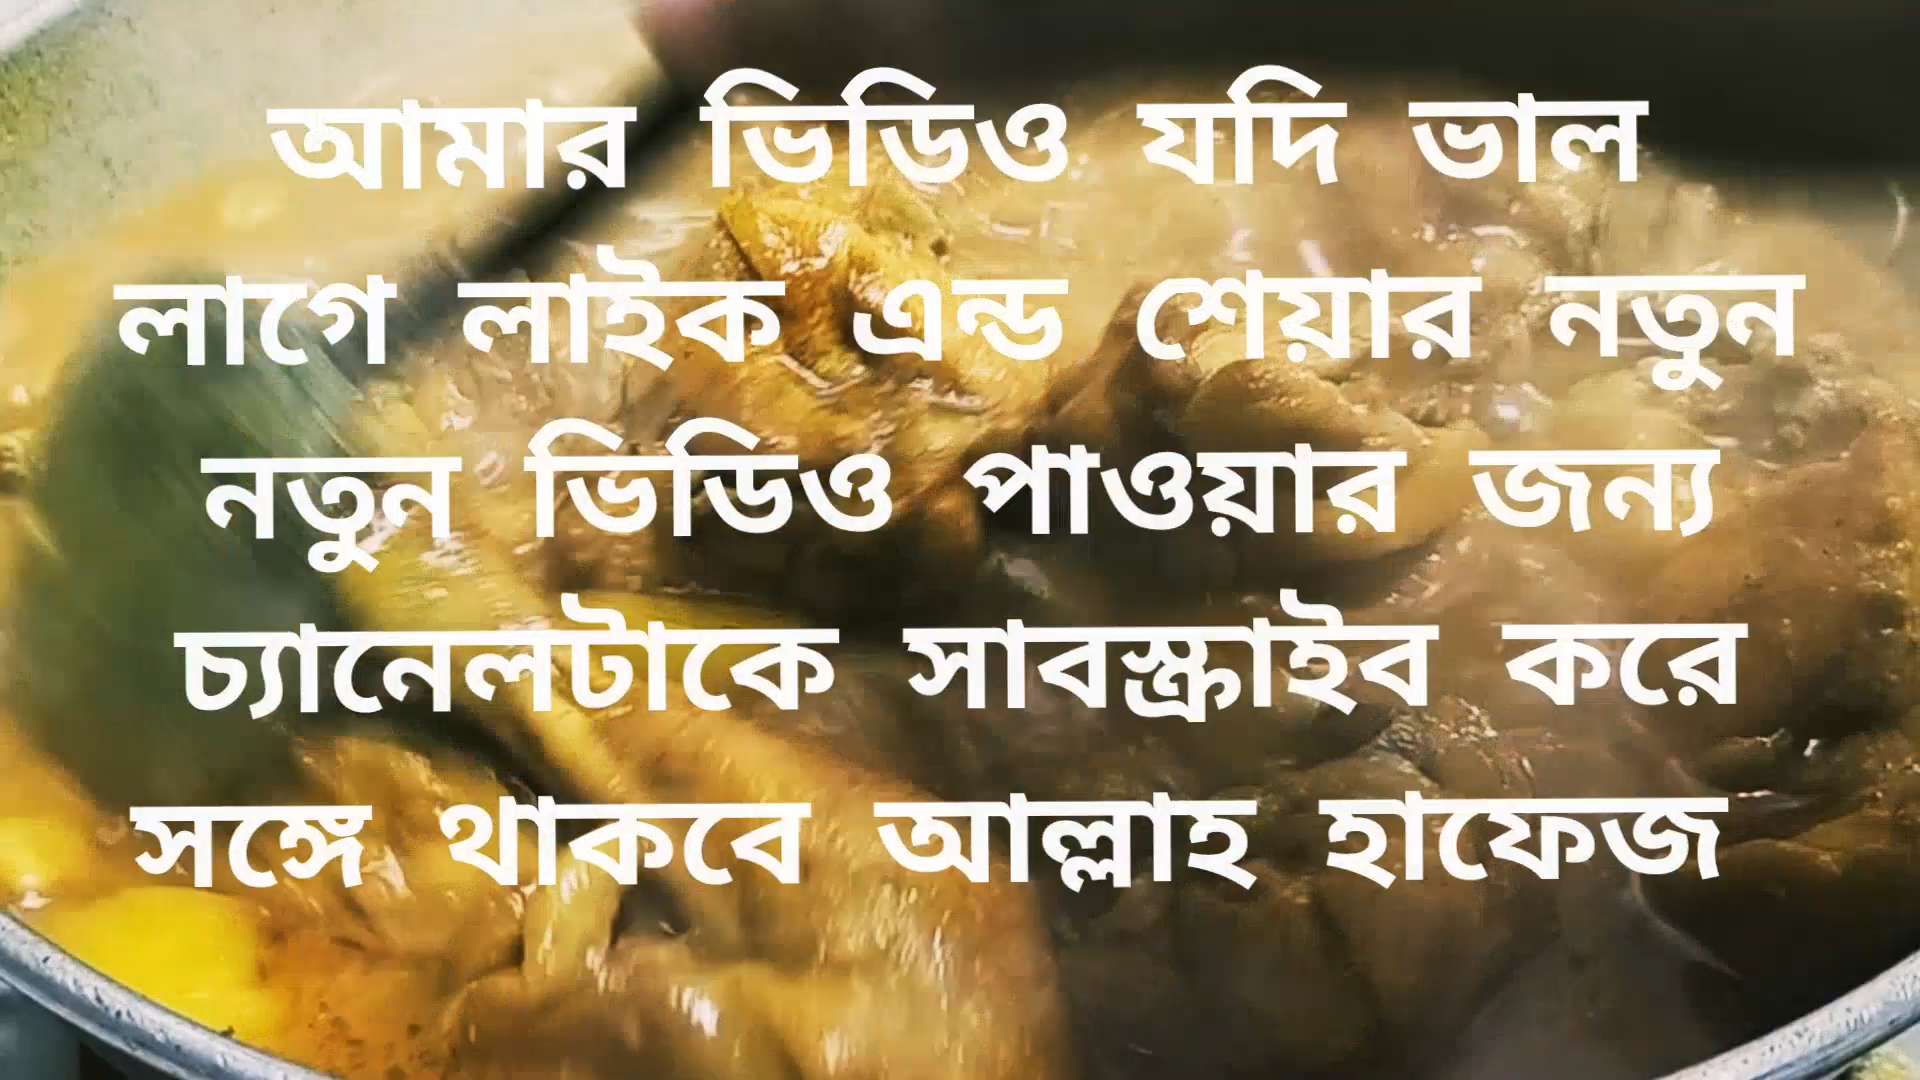 আমার ভিডিও যদি ভাল
লাগে লাইক এন্ড শেয়ার নতুন
নতুন ভিডিও পাওয়ার জন্য
চ্যানেলটাকে সাবস্ক্রাইব করে
সঙ্গে থাকবে আল্লাহ হাফেজ